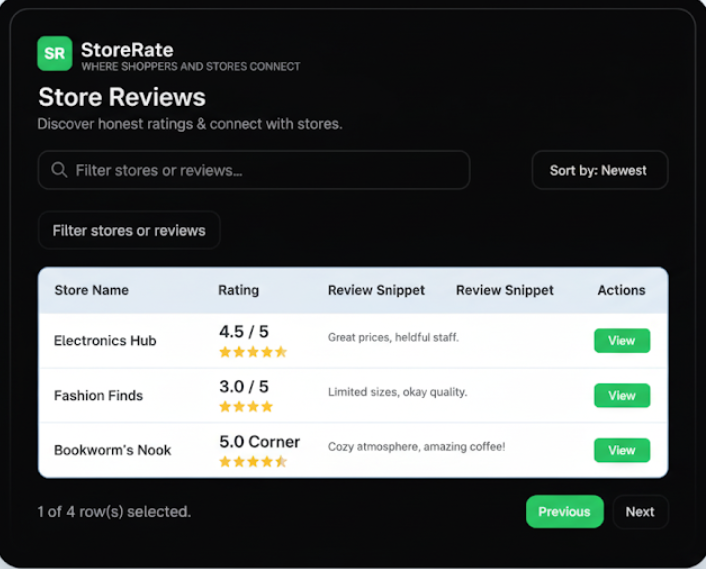 SR
StoreRate
WHERE SHOPPERS AND STORES CONNECT
Store Reviews
Discover honest ratings & connect with stores.
Filter stores or reviews...
Sort by: Newest
Filter stores or reviews
Store Name Rating Review Snippet Review Snippet Actions
Electronics Hub 4.5 / 5 Great prices, heldful staff. View
Fashion Finds 3.0 / 5 Limited sizes, okay quality. View
Bookworm's Nook 5.0 Corner Cozy atmosphere, amazing coffee! View
1 of 4 row(s) selected.
Previous Next